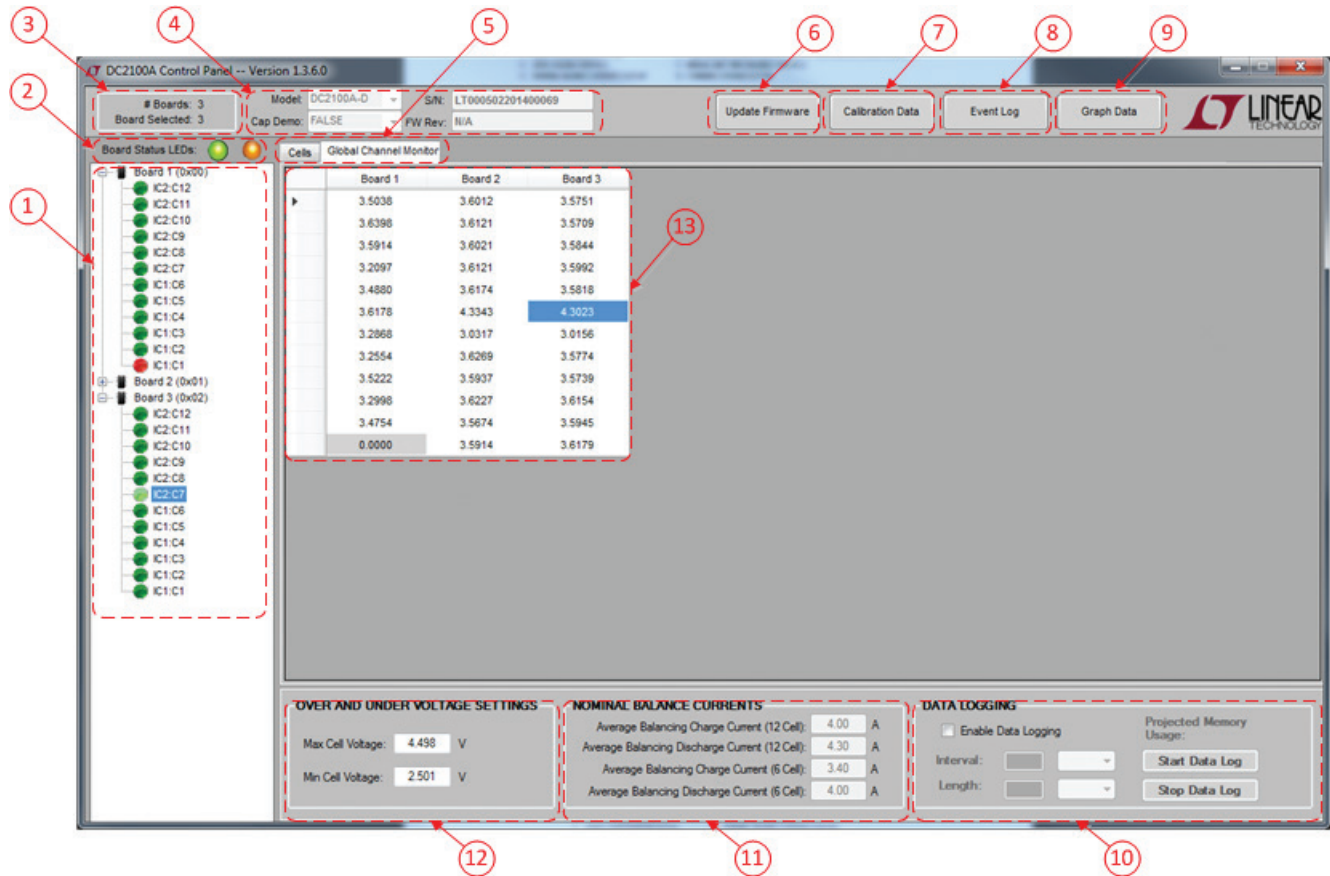 3
4
5
6
7
8
9
DC2100A Control Panel -- Version 1.3.6.0
# Boards: 3
Board Selected: 3
Model: DC2100A-D
S/N: LT000502201400069
Cap Demo: FALSE
FW Rev: N/A
Update Firmware
Calibration Data
Event Log
Graph Data
LT LINEAR
TECHNOLOGY
2
Board Status LEDs:
Cells
Global Channel Monitor
1
Board 1 (0x00)
IC2:C12
IC2:C11
IC2:C10
IC2:C9
IC2:C8
IC2:C7
IC1:C6
IC1:C5
IC1:C4
IC1:C3
IC1:C2
IC1:C1
Board 2 (0x01)
Board 3 (0x02)
IC2:C12
IC2:C11
IC2:C10
IC2:C9
IC2:C8
IC2:C7
IC1:C6
IC1:C5
IC1:C4
IC1:C3
IC1:C2
IC1:C1
Board 1 Board 2 Board 3
3.5038 3.6012 3.5751
3.6398 3.6121 3.5709
3.5914 3.6021 3.5844
3.2097 3.6121 3.5992
3.4880 3.6174 3.5818
3.6178 4.3343 4.3023
3.2868 3.0317 3.0156
3.2554 3.6269 3.5774
3.5222 3.5937 3.5739
3.2998 3.6227 3.6154
3.4754 3.5674 3.5945
0.0000 3.5914 3.6179
13
OVER AND UNDER VOLTAGE SETTINGS
Max Cell Voltage: 4.498 V
Min Cell Voltage: 2.501 V
NOMINAL BALANCE CURRENTS
Average Balancing Charge Current (12 Cell): 4.00 A
Average Balancing Discharge Current (12 Cell): 4.30 A
Average Balancing Charge Current (6 Cell): 3.40 A
Average Balancing Discharge Current (6 Cell): 4.00 A
DATA LOGGING
Enable Data Logging
Projected Memory
Usage:
Interval:
Start Data Log
Length:
Stop Data Log
12
11
10